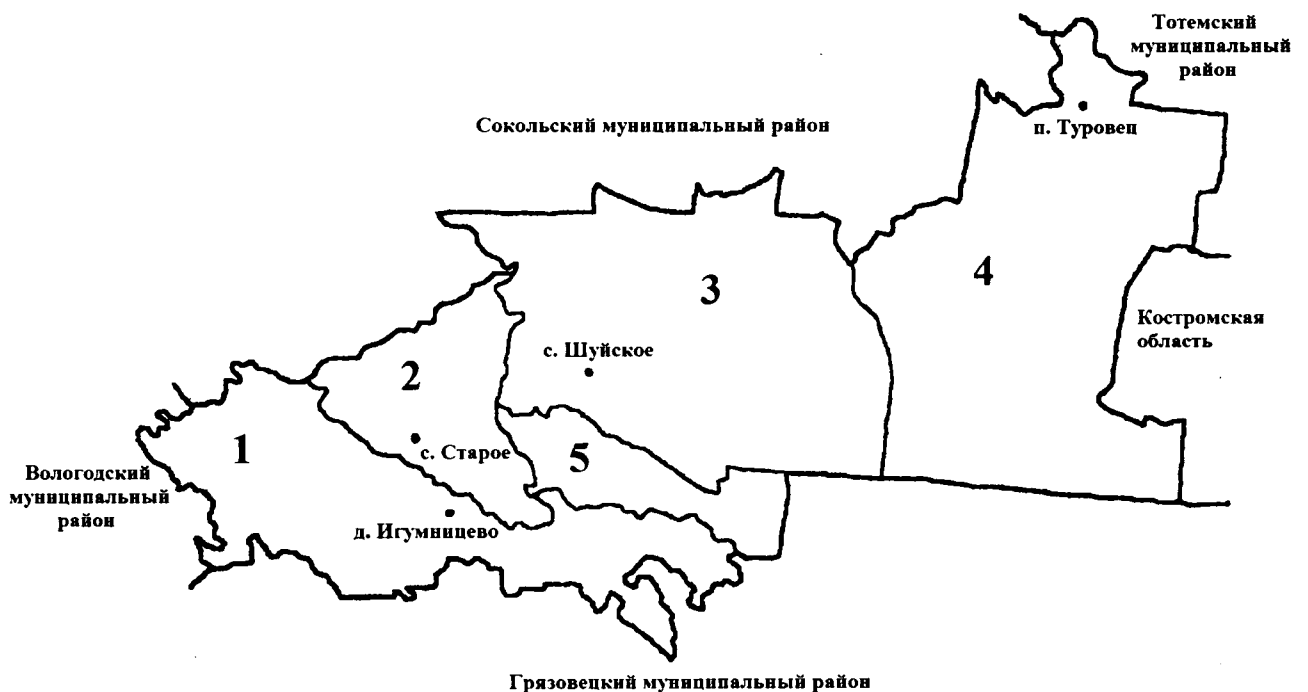 Тотемский
муниципальный
район
Сокольский муниципальный район
п. Туровец
3
4
Костромская
область
с. Шуйское
2
1
с. Старое
5
Вологодский
муниципальный
район
д. Игумницево
Грязовецкий муниципальный район